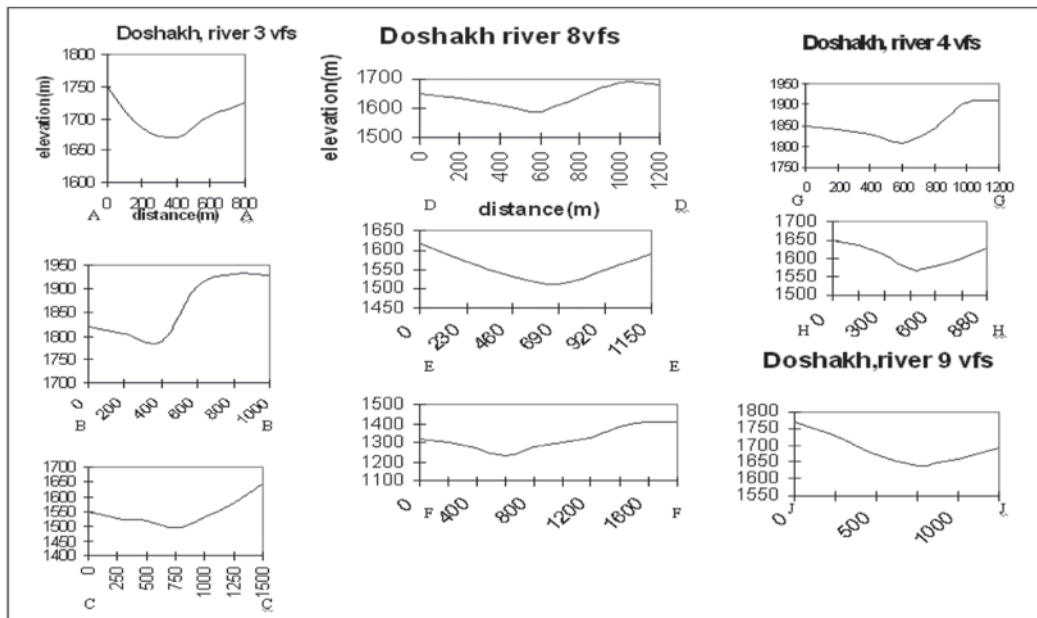 Doshakh, river 3 vfs
elevation(m)
1800
1750
1700
1650
1600
0 200 400 600 800
A distance(m) A
1950
1900
1850
1800
1750
1700
0 200 400 600 800 1000
B B
1700
1650
1600
1550
1500
1450
1400
0 250 500 750 1000 1250 1500
C C
Doshakh river 8vfs
elevation(m)
1700
1600
1500
0 200 400 600 800 1000 1200
D D
distance(m)
1650
1600
1550
1500
1450
0 230 460 690 920 1150
E E
1500
1400
1300
1200
1100
0 400 800 1200 1600
F F
Doshakh, river 4 vfs
1950
1900
1850
1800
1750
0 200 400 600 800 1000 1200
G G
1700
1650
1600
1550
1500
0 300 600 880
H H
Doshakh,river 9 vfs
1800
1750
1700
1650
1600
1550
0 500 1000
J J